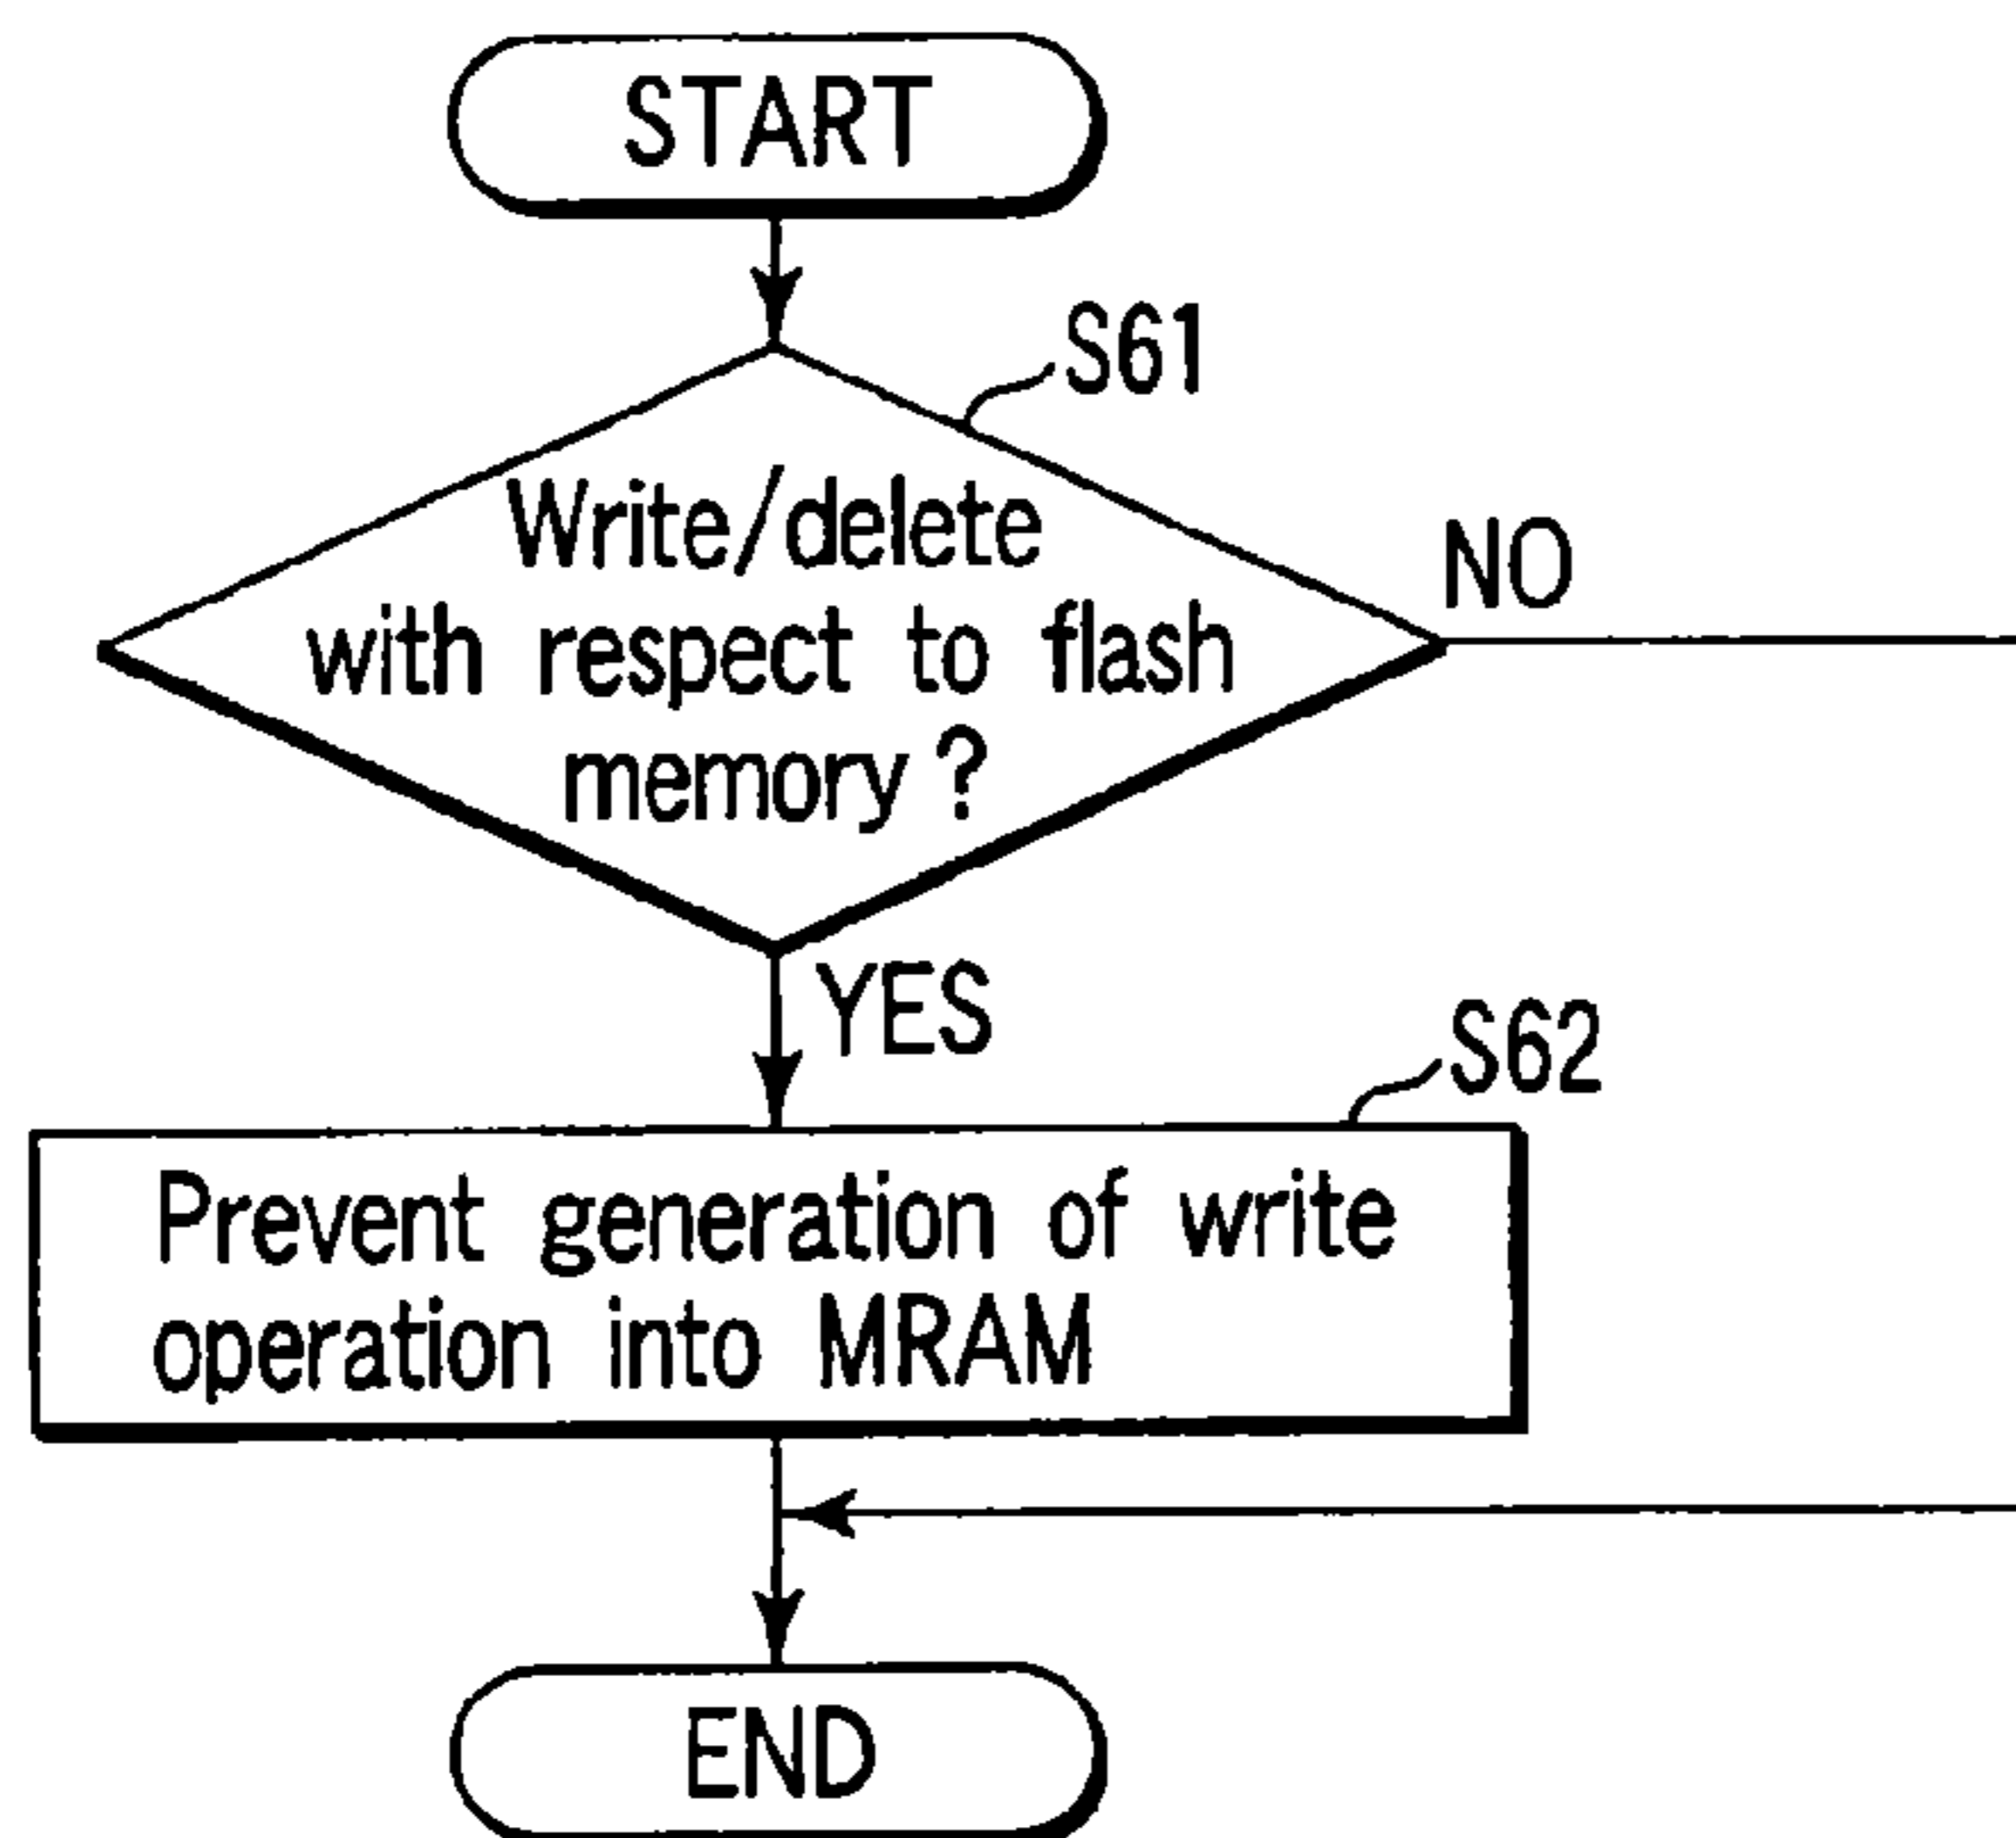 START
S61
Write/delete
with respect to flash
memory ?
NO
YES
S62
Prevent generation of write
operation into MRAM
END